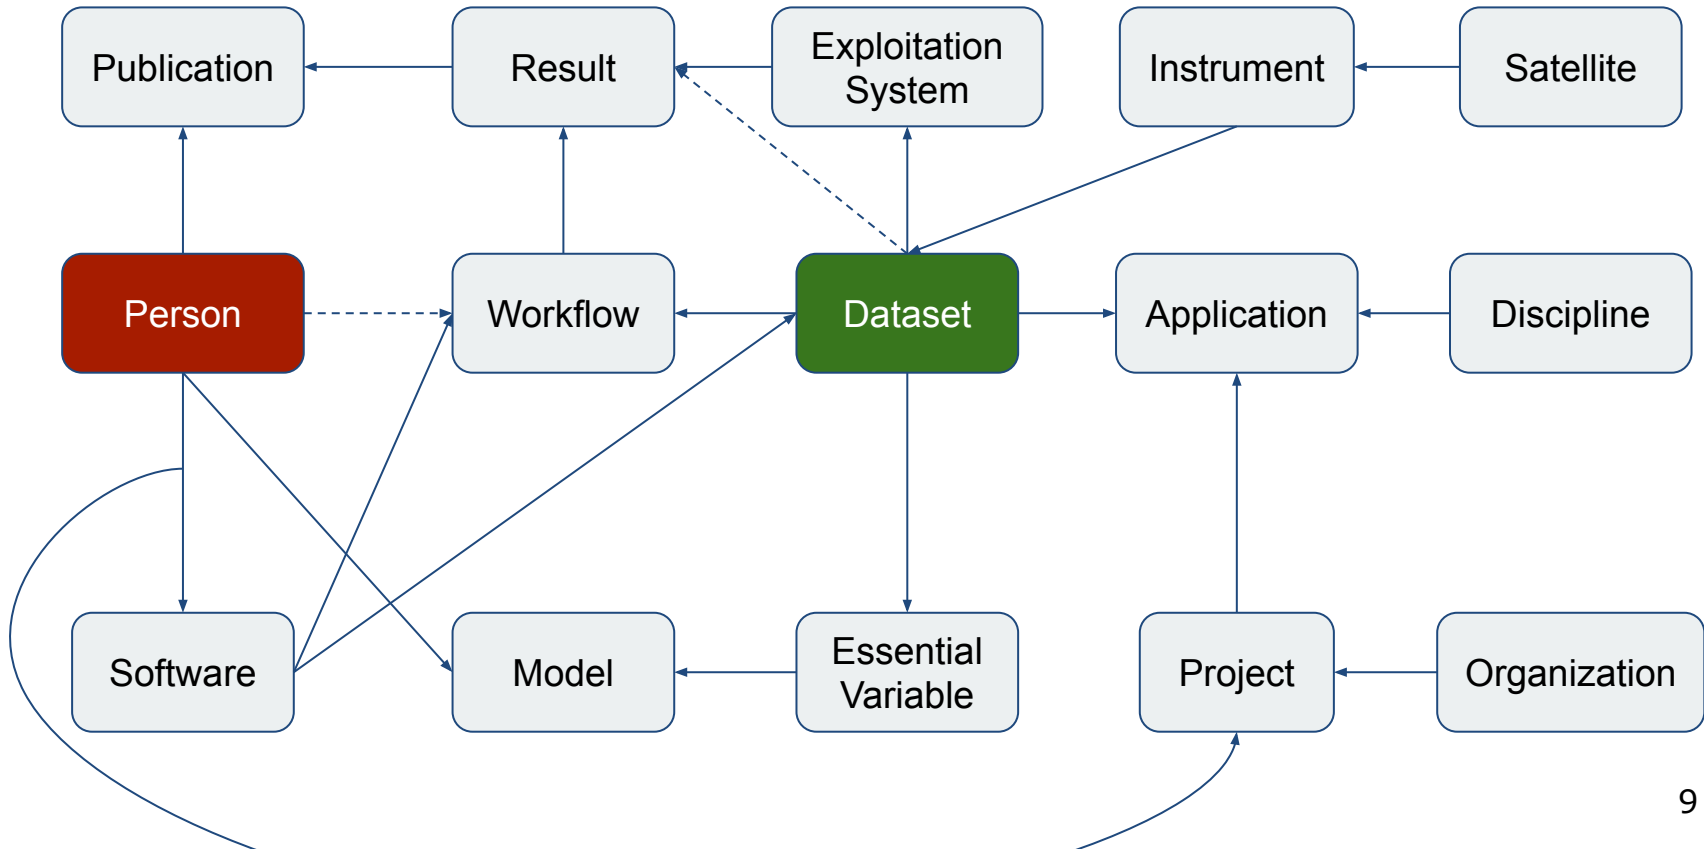 Publication
Result
Exploitation
System
Instrument
Satellite
Person
Workflow
Dataset
Application
Discipline
Software
Model
Essential
Variable
Project
Organization
9